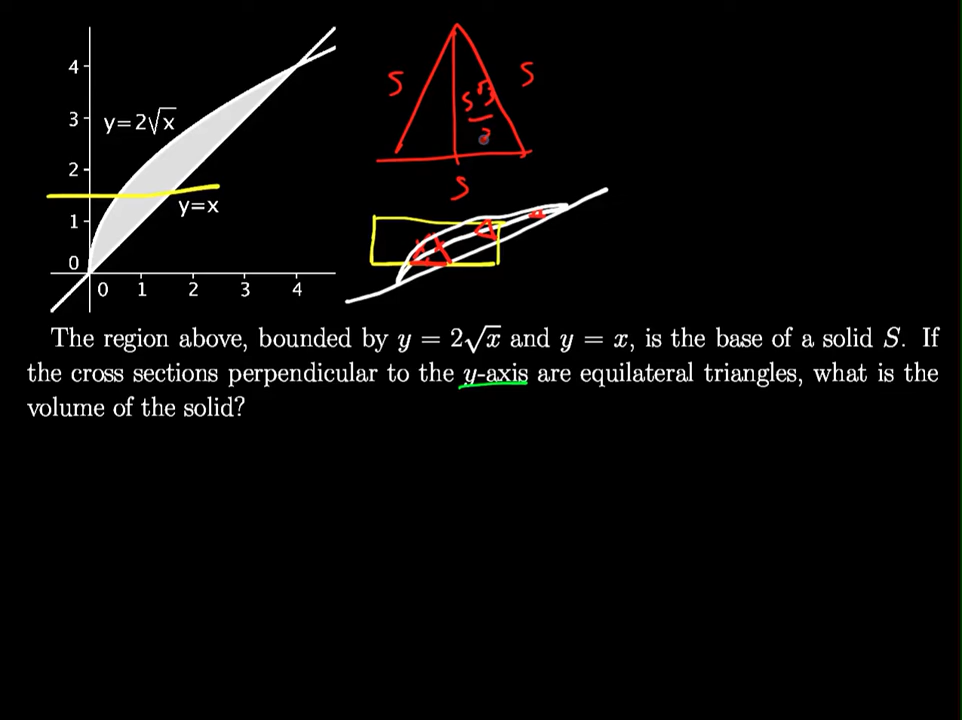 4
3
2
1
0
0 1 2 3 4
y=2√x
y=x
S
S
S√3/2
S
The region above, bounded by y = 2√x and y = x, is the base of a solid S. If
the cross sections perpendicular to the y-axis are equilateral triangles, what is the
volume of the solid?